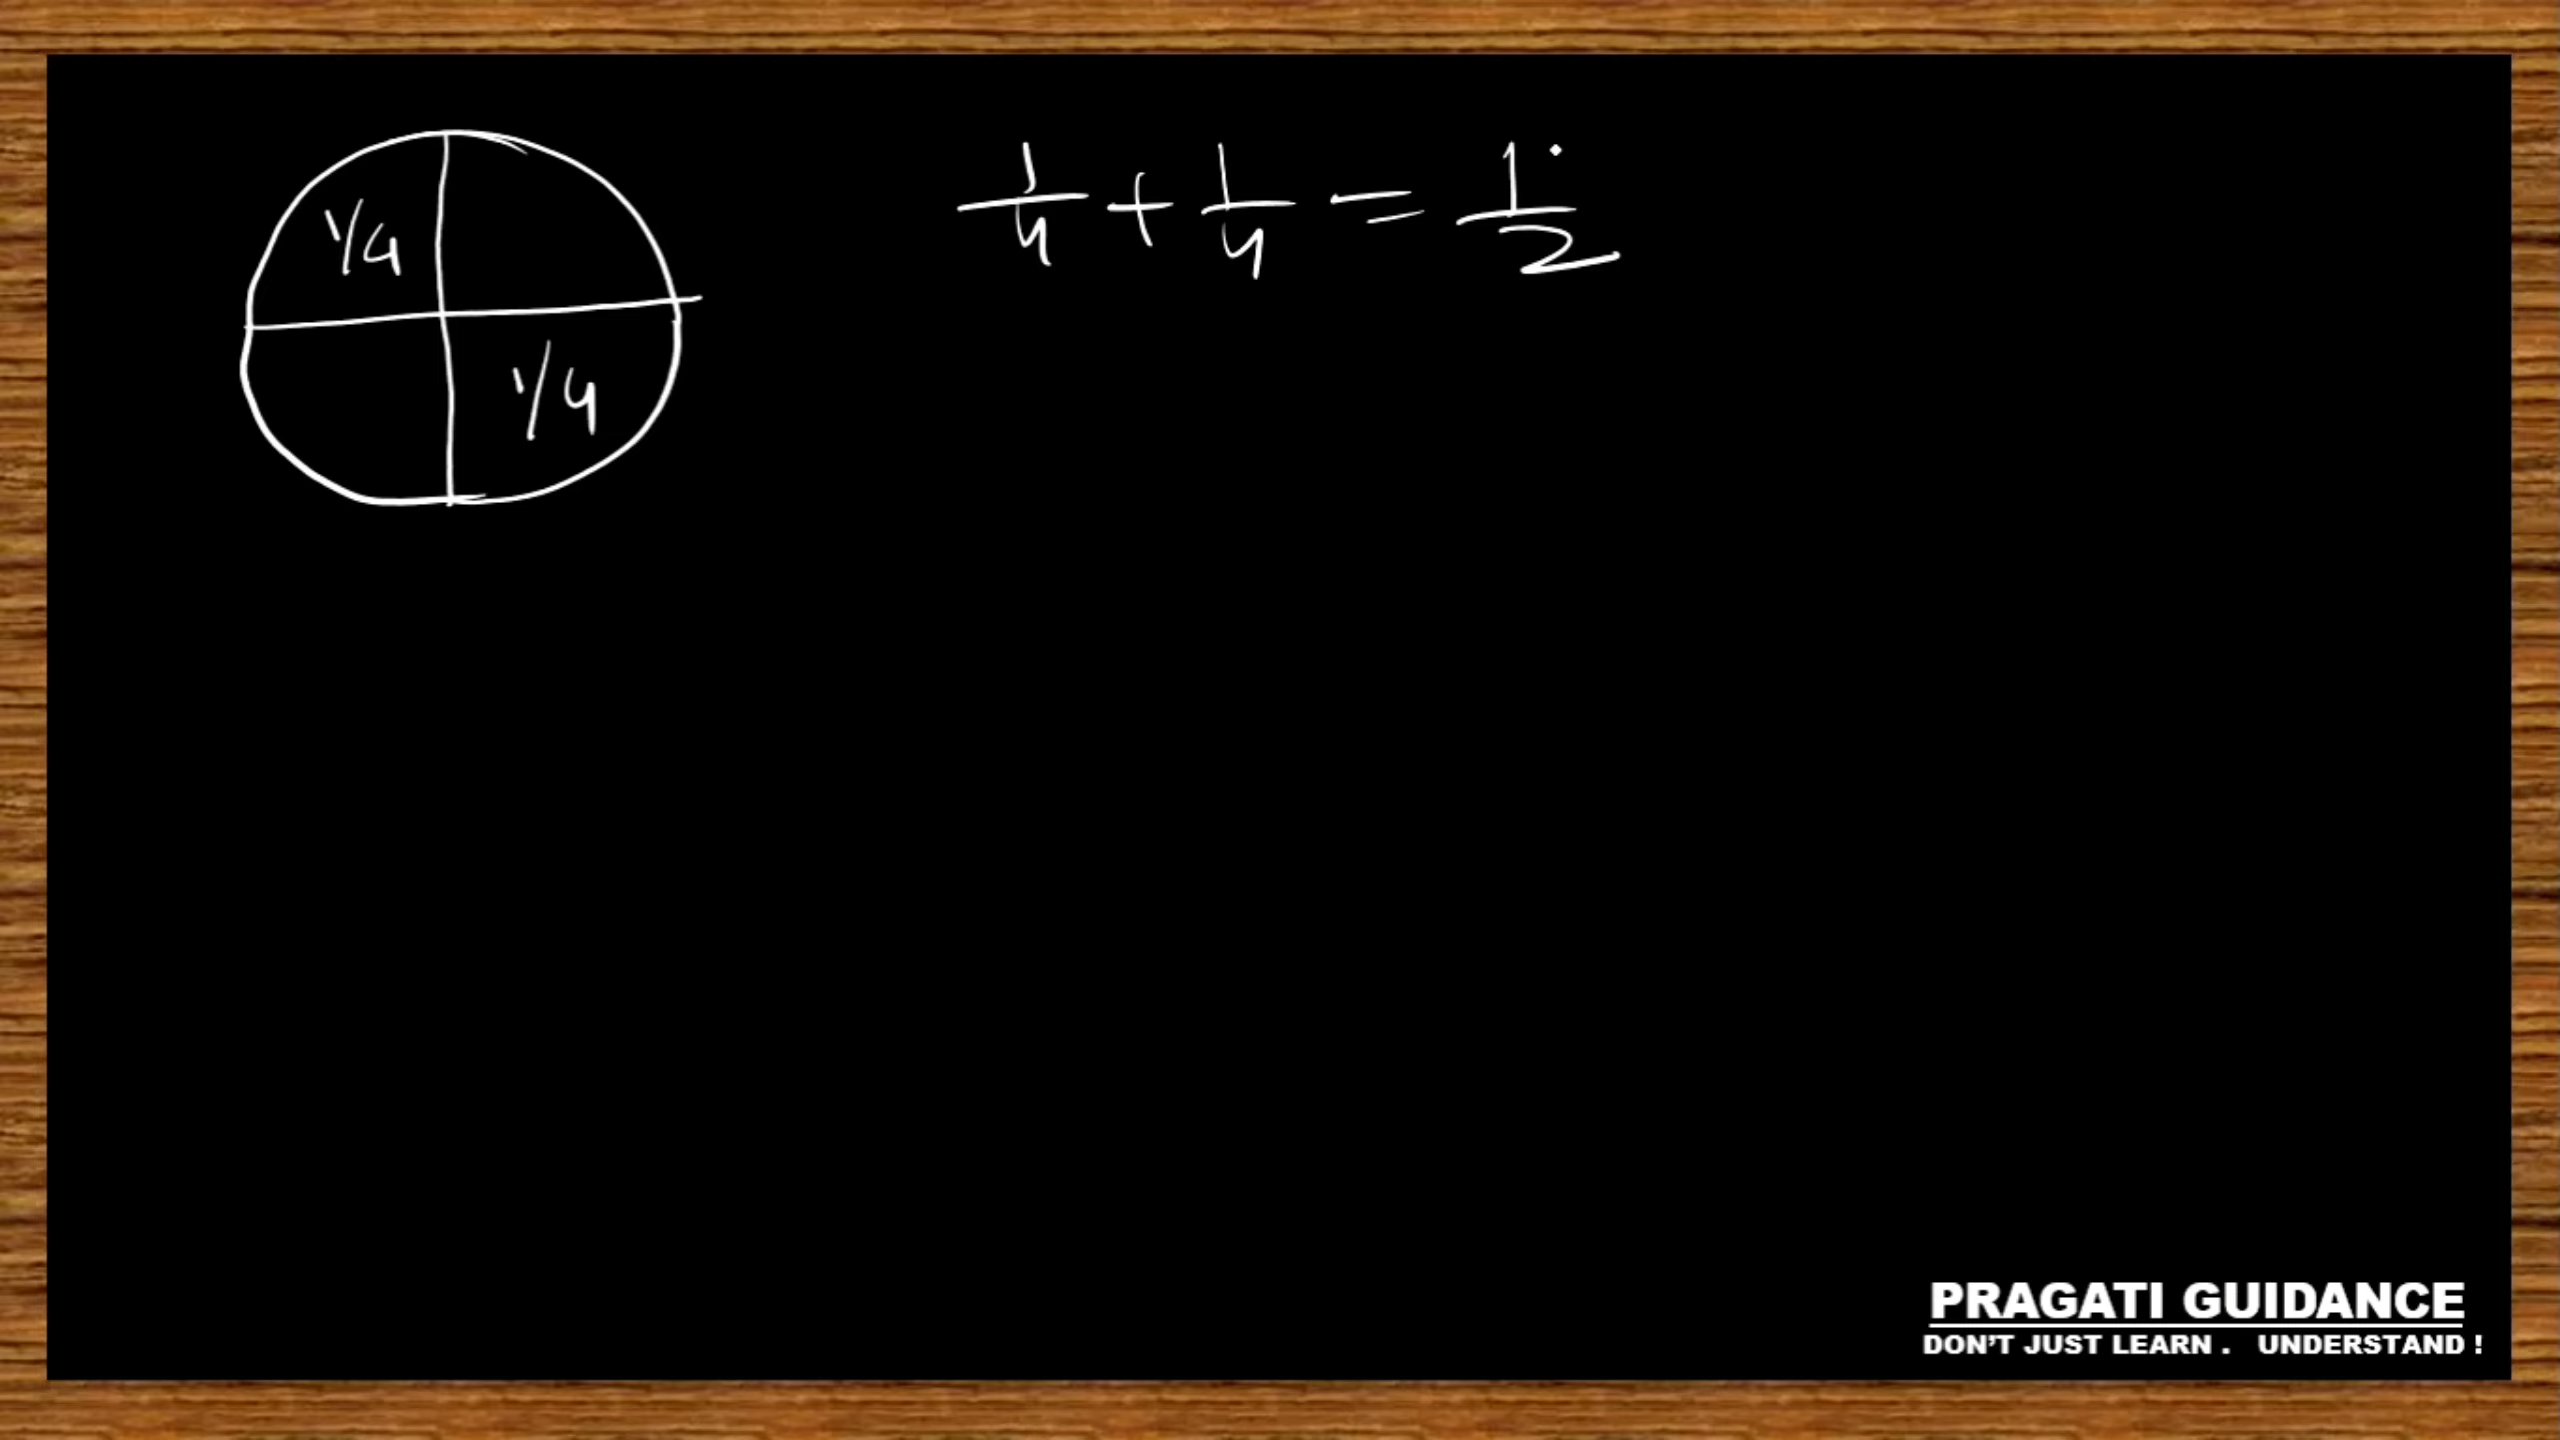 1/4
1/4
1/4 + 1/4 = 1/2
PRAGATI GUIDANCE
DON'T JUST LEARN . UNDERSTAND !